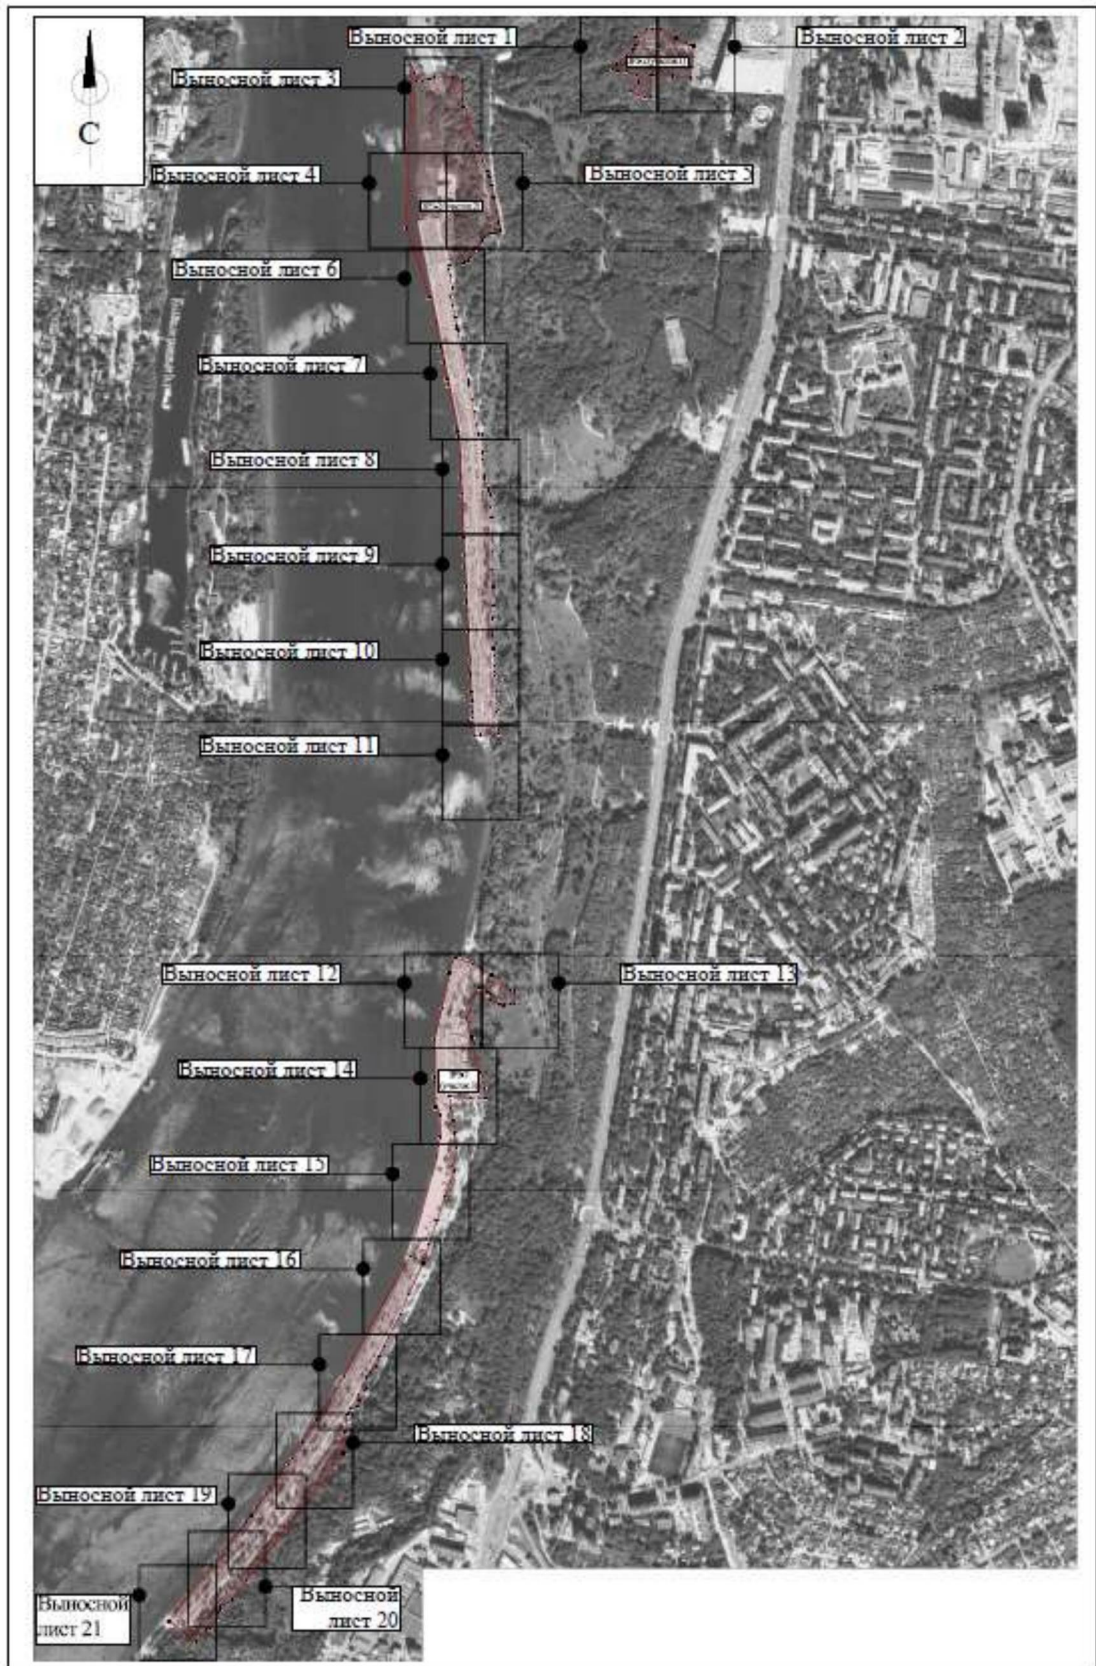 Выносной лист 1
Выносной лист 2
С
Выносной лист 3
Выносной лист 4
Выносной лист 5
Выносной лист 6
Выносной лист 7
Выносной лист 8
Выносной лист 9
Выносной лист 10
Выносной лист 11
Выносной лист 12
Выносной лист 13
Выносной лист 14
Выносной лист 15
Выносной лист 16
Выносной лист 17
Выносной лист 18
Выносной лист 19
Выносной
лист 20
Выносной
лист 21